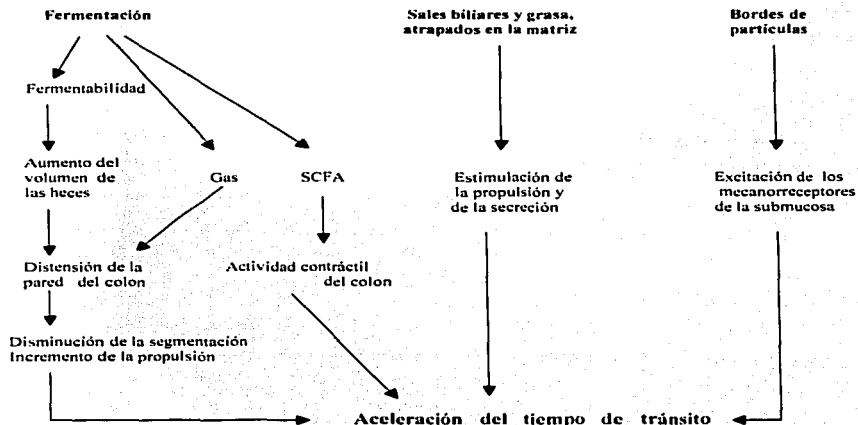 Fermentación
Sales biliares y grasa,
atrapados en la matriz
Bordes de
partículas
Fermentabilidad
Aumento del
volumen de
las heces
Gas
SCFA
Estimulación de
la propulsión y
de la secreción
Excitación de los
mecanorreceptores
de la submucosa
Distensión de la
pared del colon
Actividad contráctil
del colon
Disminución de la segmentación
Incremento de la propulsión
Aceleración del tiempo de tránsito